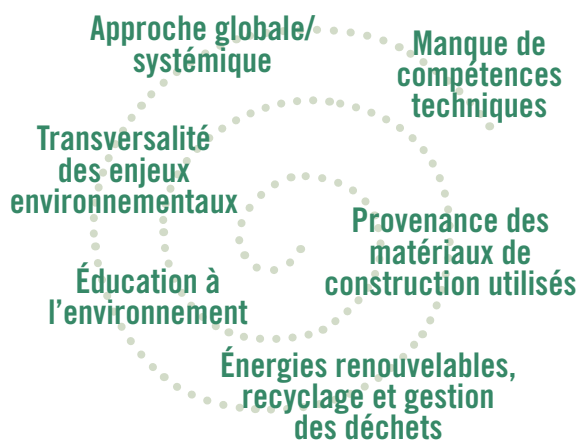 Approche globale/
systémique
Manque de
compétences
techniques
Transversalité
des enjeux
environnementaux
Provenance des
matériaux de
construction utilisés
Éducation à
l'environnement
Énergies renouvelables,
recyclage et gestion
des déchets